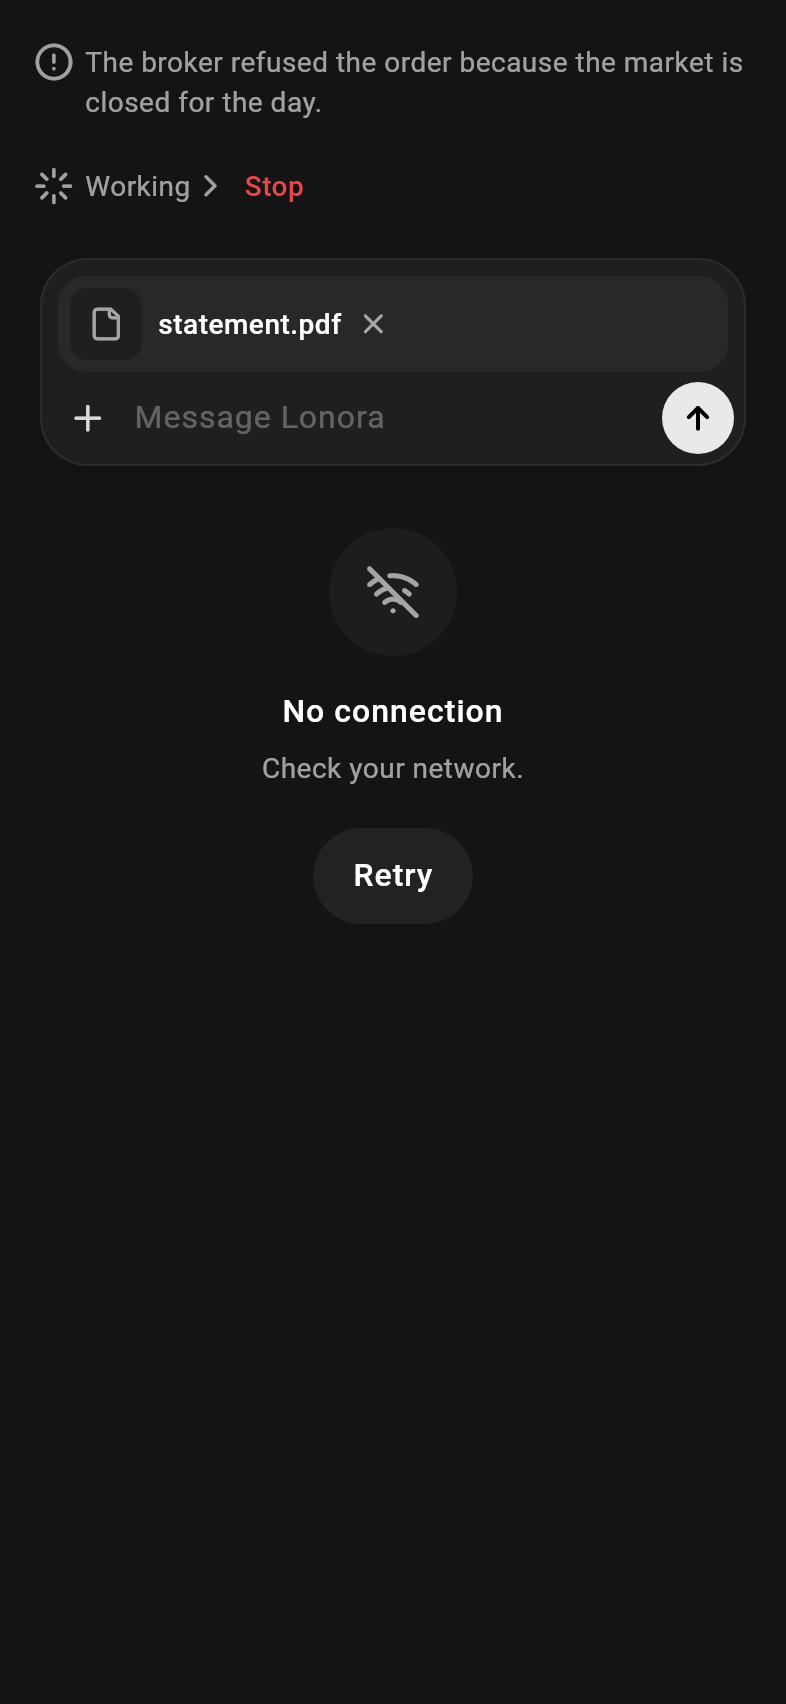 The broker refused the order because the market is
closed for the day.
Working
Stop
statement.pdf
Message Lonora
No connection
Check your network.
Retry